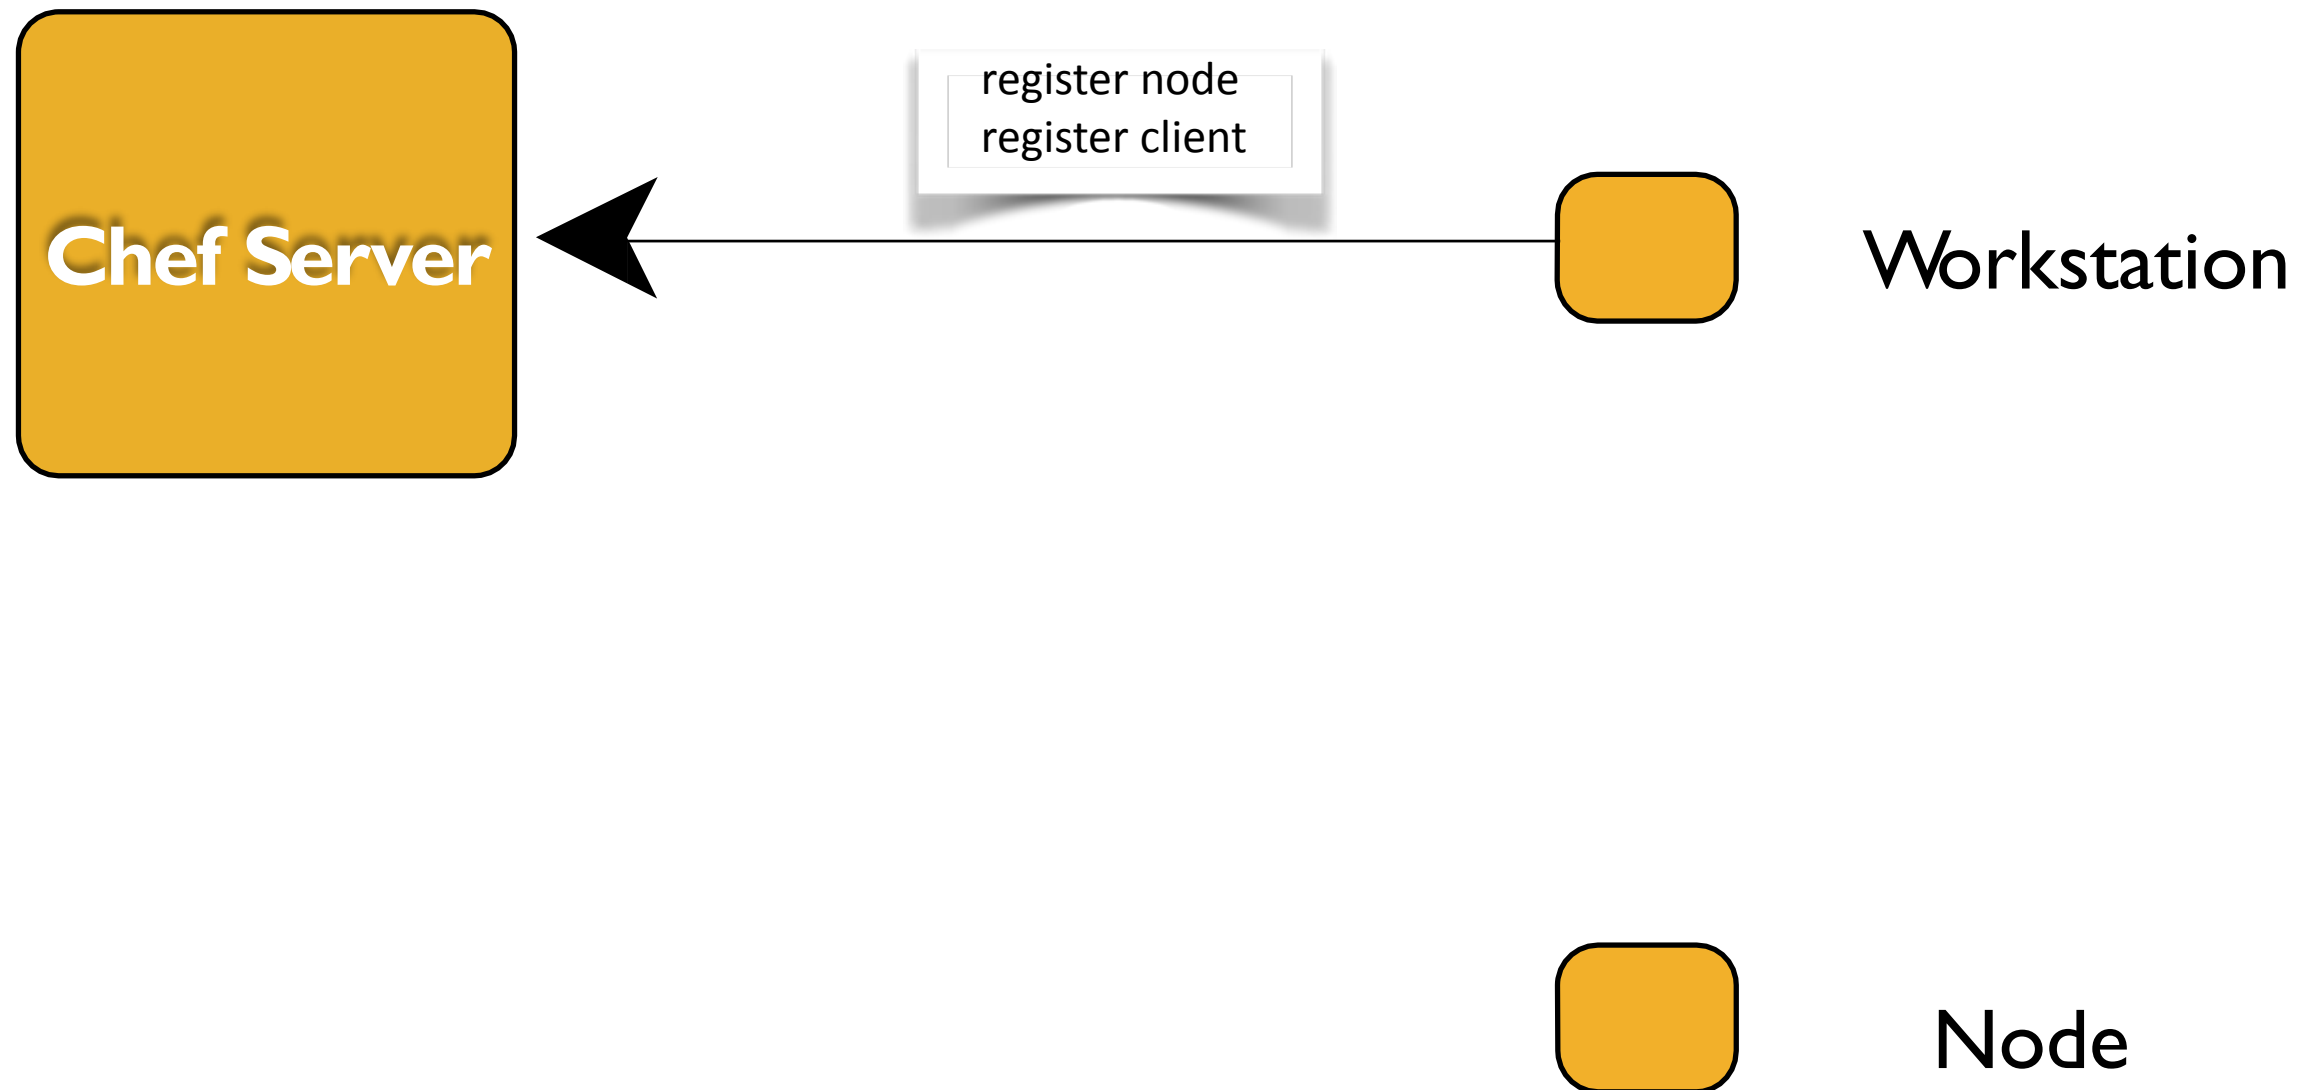 register node
register client
Chef Server
Workstation
Node